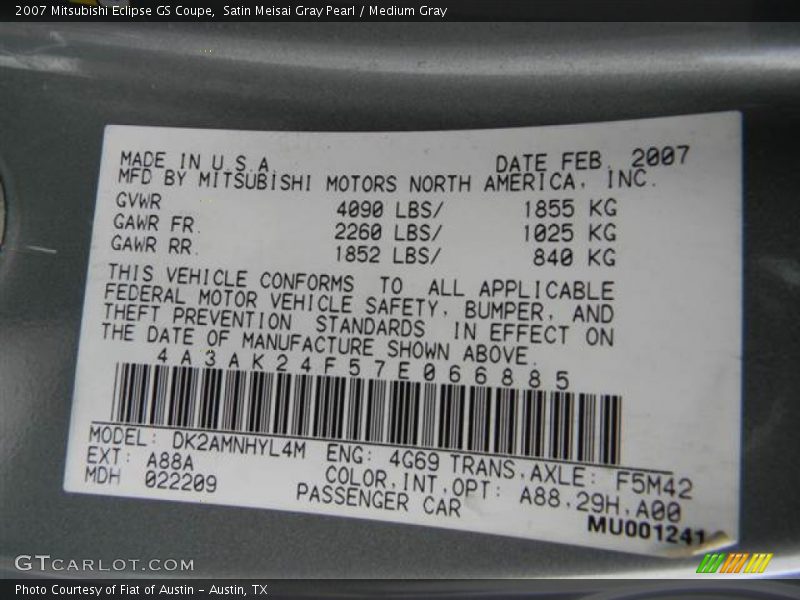 2007 Mitsubishi Eclipse GS Coupe, Satin Meisai Gray Pearl / Medium Gray
MADE IN U.S.A. DATE FEB. 2007
MFD BY MITSUBISHI MOTORS NORTH AMERICA, INC.
GVWR 4090 LBS/ 1855 KG
GAWR FR. 2260 LBS/ 1025 KG
GAWR RR. 1852 LBS/ 840 KG
THIS VEHICLE CONFORMS TO ALL APPLICABLE
FEDERAL MOTOR VEHICLE SAFETY, BUMPER, AND
THEFT PREVENTION STANDARDS IN EFFECT ON
THE DATE OF MANUFACTURE SHOWN ABOVE.
4A3AK24F57E066885
MODEL: DK2AMNHYL4M ENG: 4G69 TRANS,AXLE: F5M42
EXT: A88A COLOR,INT,OPT: A88,29H,A00
MDH 022209 PASSENGER CAR
MU001241
GTCARLOT.COM
Photo Courtesy of Fiat of Austin - Austin, TX